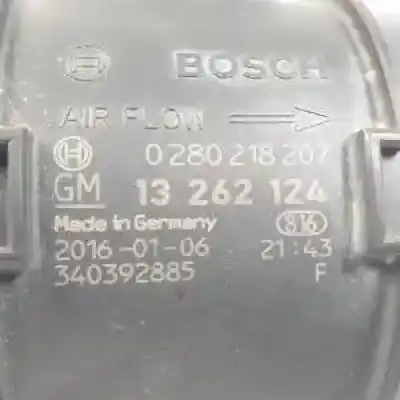 BOSCH
AIR FLOW
0 280 218 207
GM 13 262 124
Made in Germany 816
2016-01-06 21:43
340392885 F